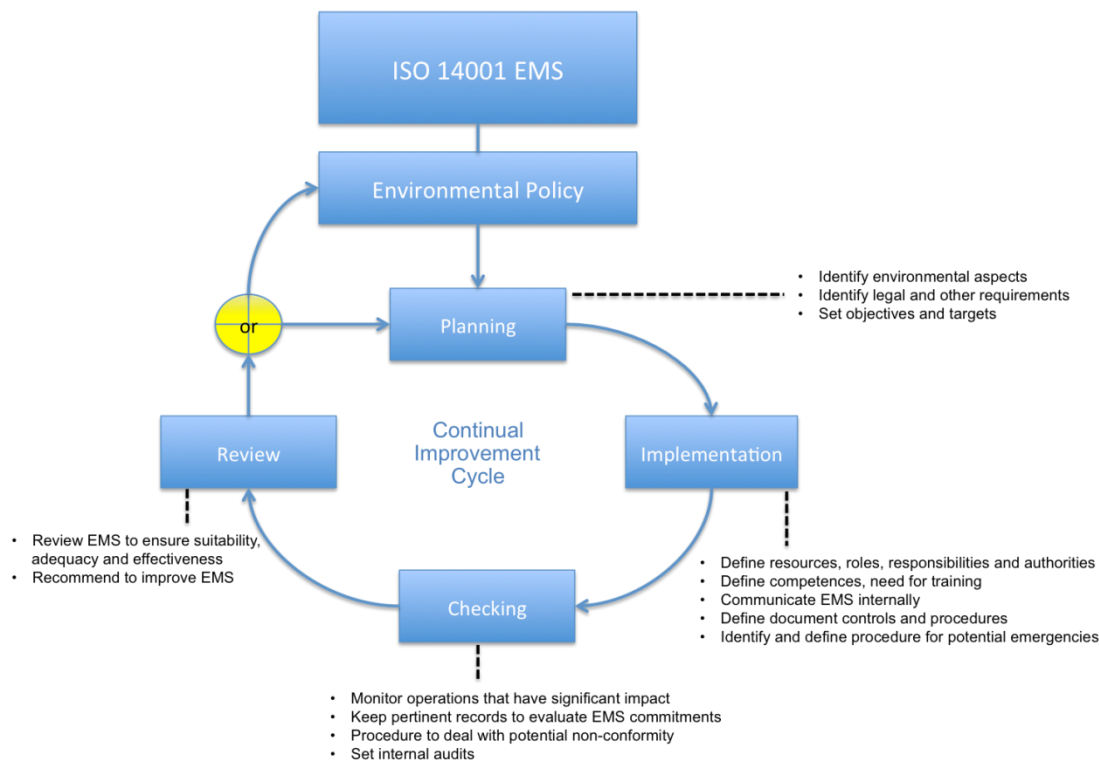 ISO 14001 EMS
Environmental Policy
• Identify environmental aspects
• Identify legal and other requirements
• Set objectives and targets
Planning
or
Continual
Improvement
Cycle
Review
Implementation
• Review EMS to ensure suitability,
adequacy and effectiveness
• Recommend to improve EMS
• Define resources, roles, responsibilities and authorities
• Define competences, need for training
• Communicate EMS internally
• Define document controls and procedures
• Identify and define procedure for potential emergencies
Checking
• Monitor operations that have significant impact
• Keep pertinent records to evaluate EMS commitments
• Procedure to deal with potential non-conformity
• Set internal audits